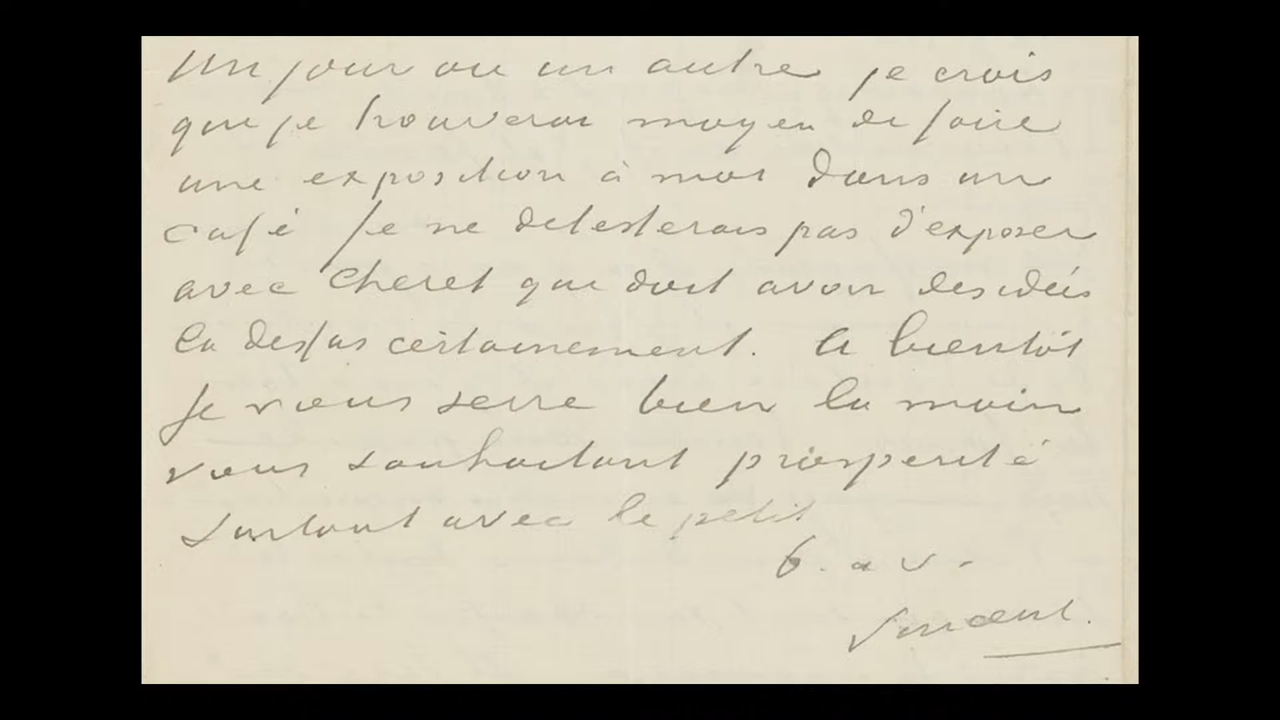 Un jour ou un autre je crois
que je trouverai moyen de faire
une exposition à moi dans un
café Je ne detesterais pas d'exposer
avec Cheret qui doit avoir des idées
là dessus certainement. A bientôt
Je vous serre bien la main
vous souhaitant prosperité
surtout avec le petit
t. à v.
Vincent.